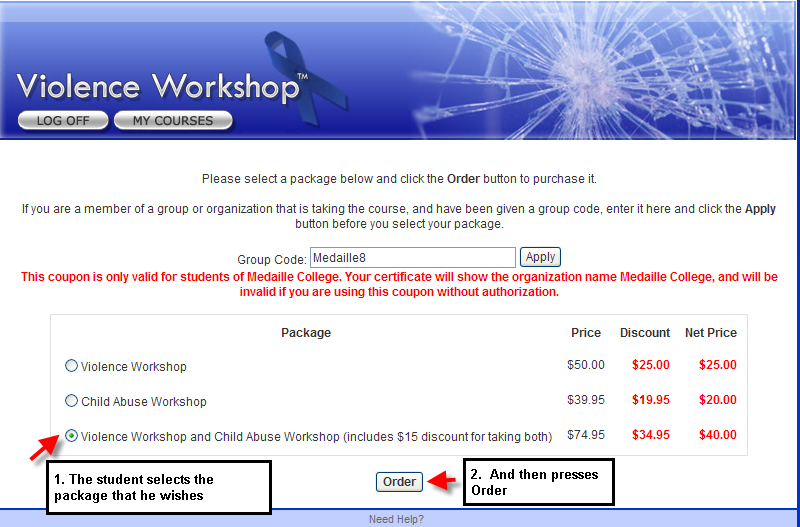 Violence Workshop™
LOG OFF
MY COURSES
Please select a package below and click the Order button to purchase it.
If you are a member of a group or organization that is taking the course, and have been given a group code, enter it here and click the Apply
button before you select your package.
Group Code: Medaille8 Apply
This coupon is only valid for students of Medaille College. Your certificate will show the organization name Medaille College, and will be
invalid if you are using this coupon without authorization.
Package Price Discount Net Price
Violence Workshop $50.00 $25.00 $25.00
Child Abuse Workshop $39.95 $19.95 $20.00
Violence Workshop and Child Abuse Workshop (includes $15 discount for taking both) $74.95 $34.95 $40.00
1. The student selects the
package that he wishes
Order
2. And then presses
Order
Need Help?